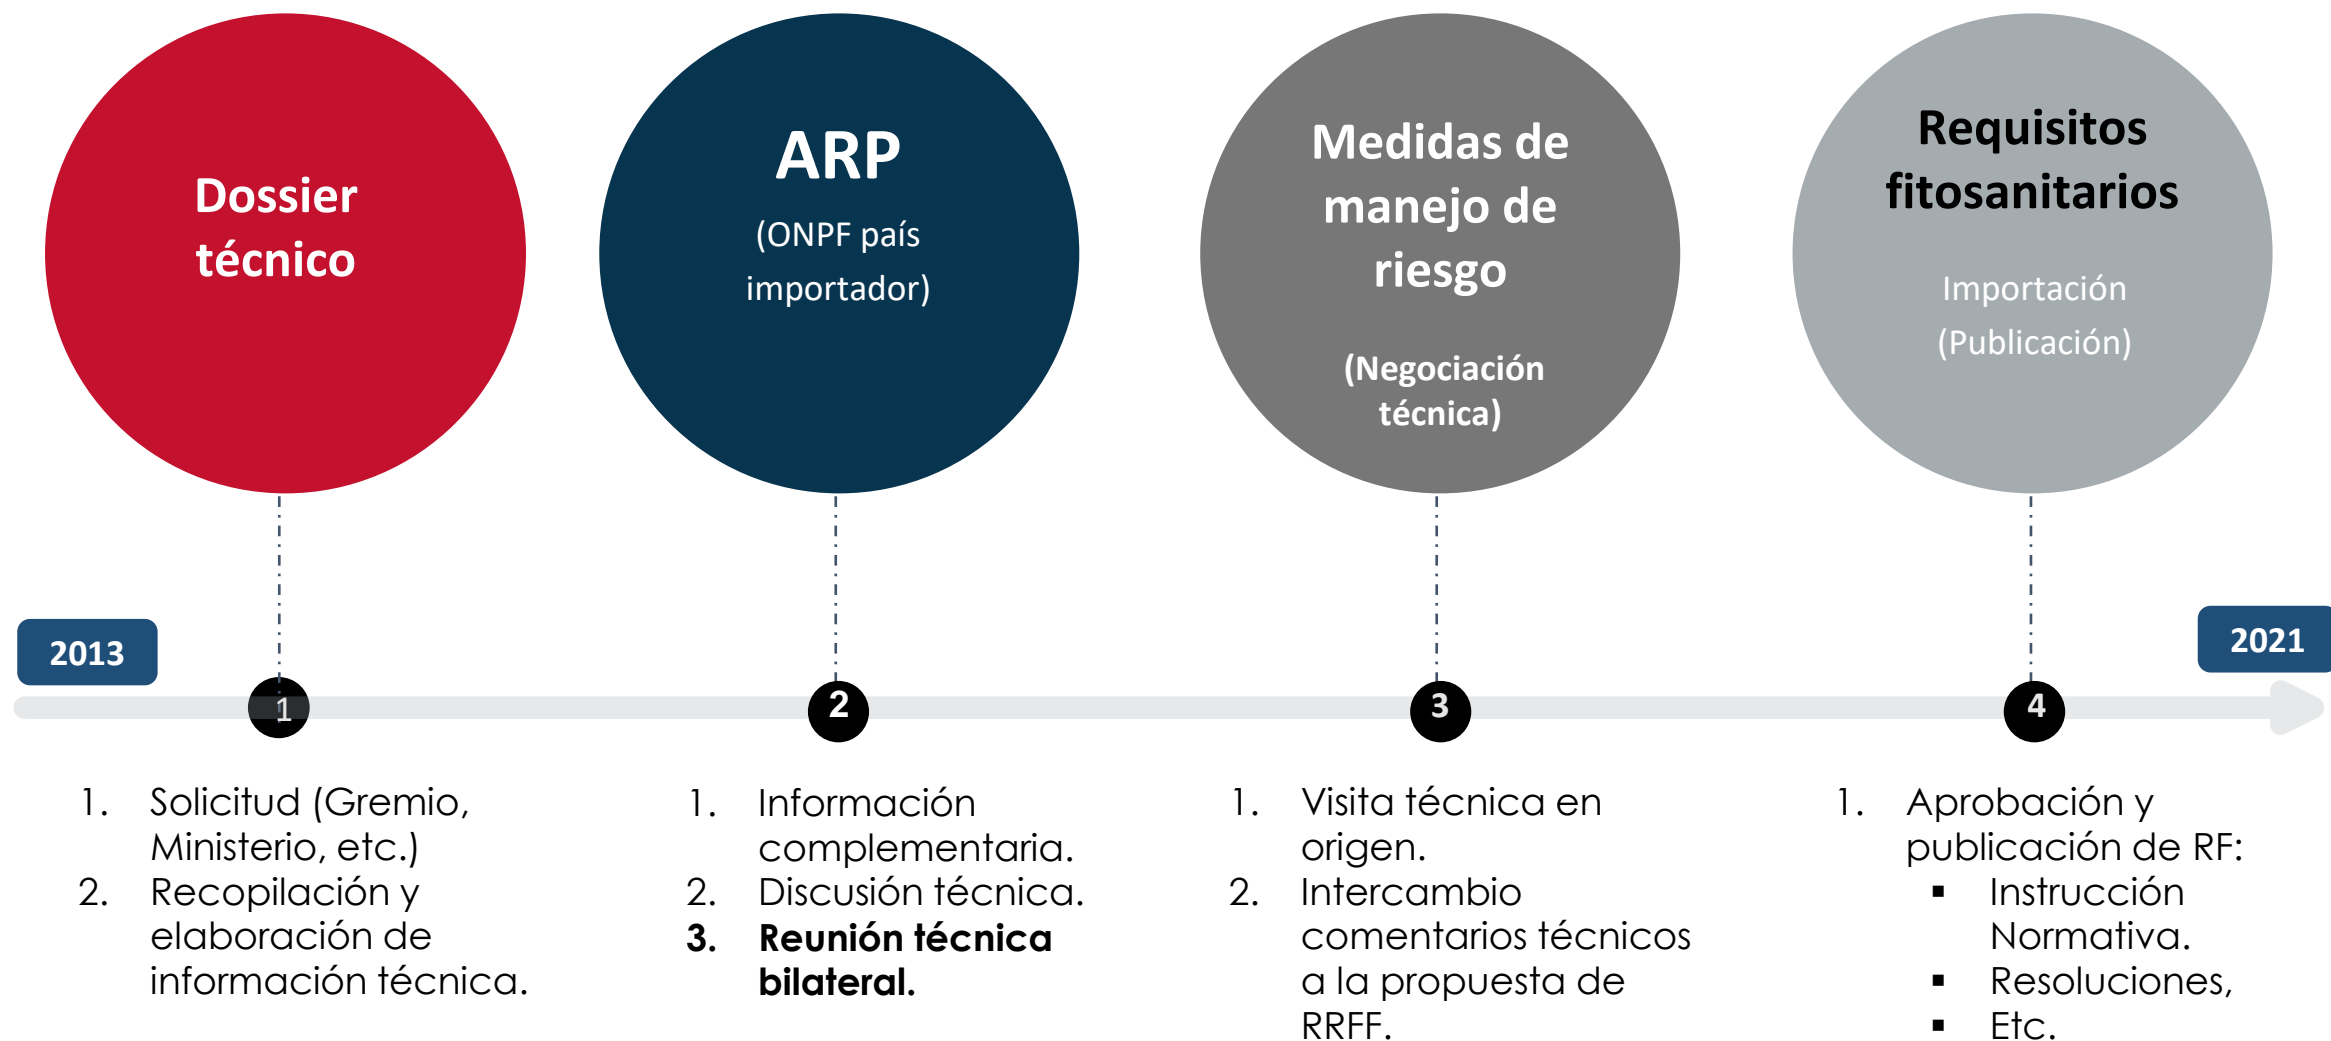 Dossier
técnico
ARP
(ONPF país
importador)
Medidas de
manejo de
riesgo
(Negociación
técnica)
Requisitos
fitosanitarios
Importación
(Publicación)
2013
2021
1
2
3
4
1. Solicitud (Gremio,
Ministerio, etc.)
2. Recopilación y
elaboración de
información técnica.
1. Información
complementaria.
2. Discusión técnica.
3. Reunión técnica
bilateral.
1. Visita técnica en
origen.
2. Intercambio
comentarios técnicos
a la propuesta de
RRFF.
1. Aprobación y
publicación de RF:
▪ Instrucción
Normativa.
▪ Resoluciones,
▪ Etc.